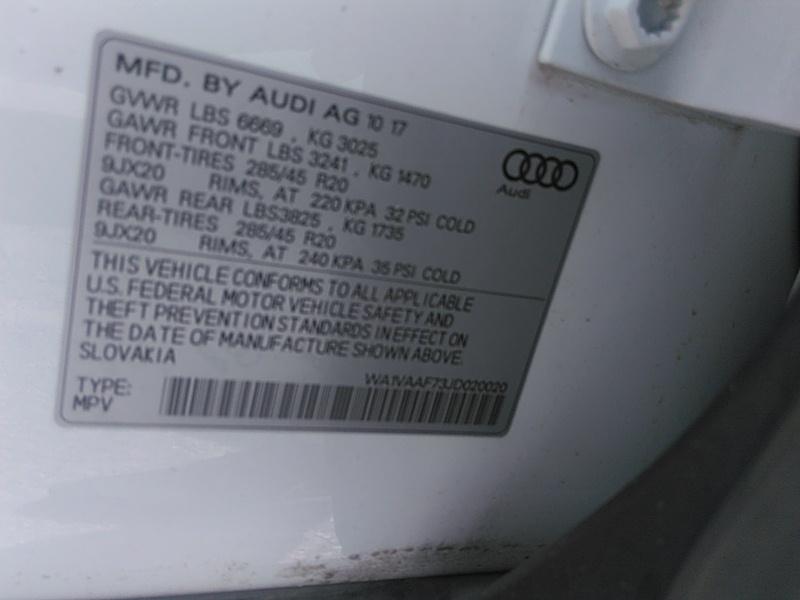 MFD. BY AUDI AG 10 17
GVWR LBS 6669 , KG 3025
GAWR FRONT LBS 3241 , KG 1470
FRONT-TIRES 285/45 R20
9JX20 RIMS, AT 220 KPA 32 PSI COLD
GAWR REAR LBS3825 , KG 1735
REAR-TIRES 285/45 R20
9JX20 RIMS, AT 240 KPA 35 PSI COLD
Audi
THIS VEHICLE CONFORMS TO ALL APPLICABLE
U.S. FEDERAL MOTOR VEHICLE SAFETY AND
THEFT PREVENTION STANDARDS IN EFFECT ON
THE DATE OF MANUFACTURE SHOWN ABOVE.
SLOVAKIA
WA1VAAF73JD020020
TYPE:
MPV